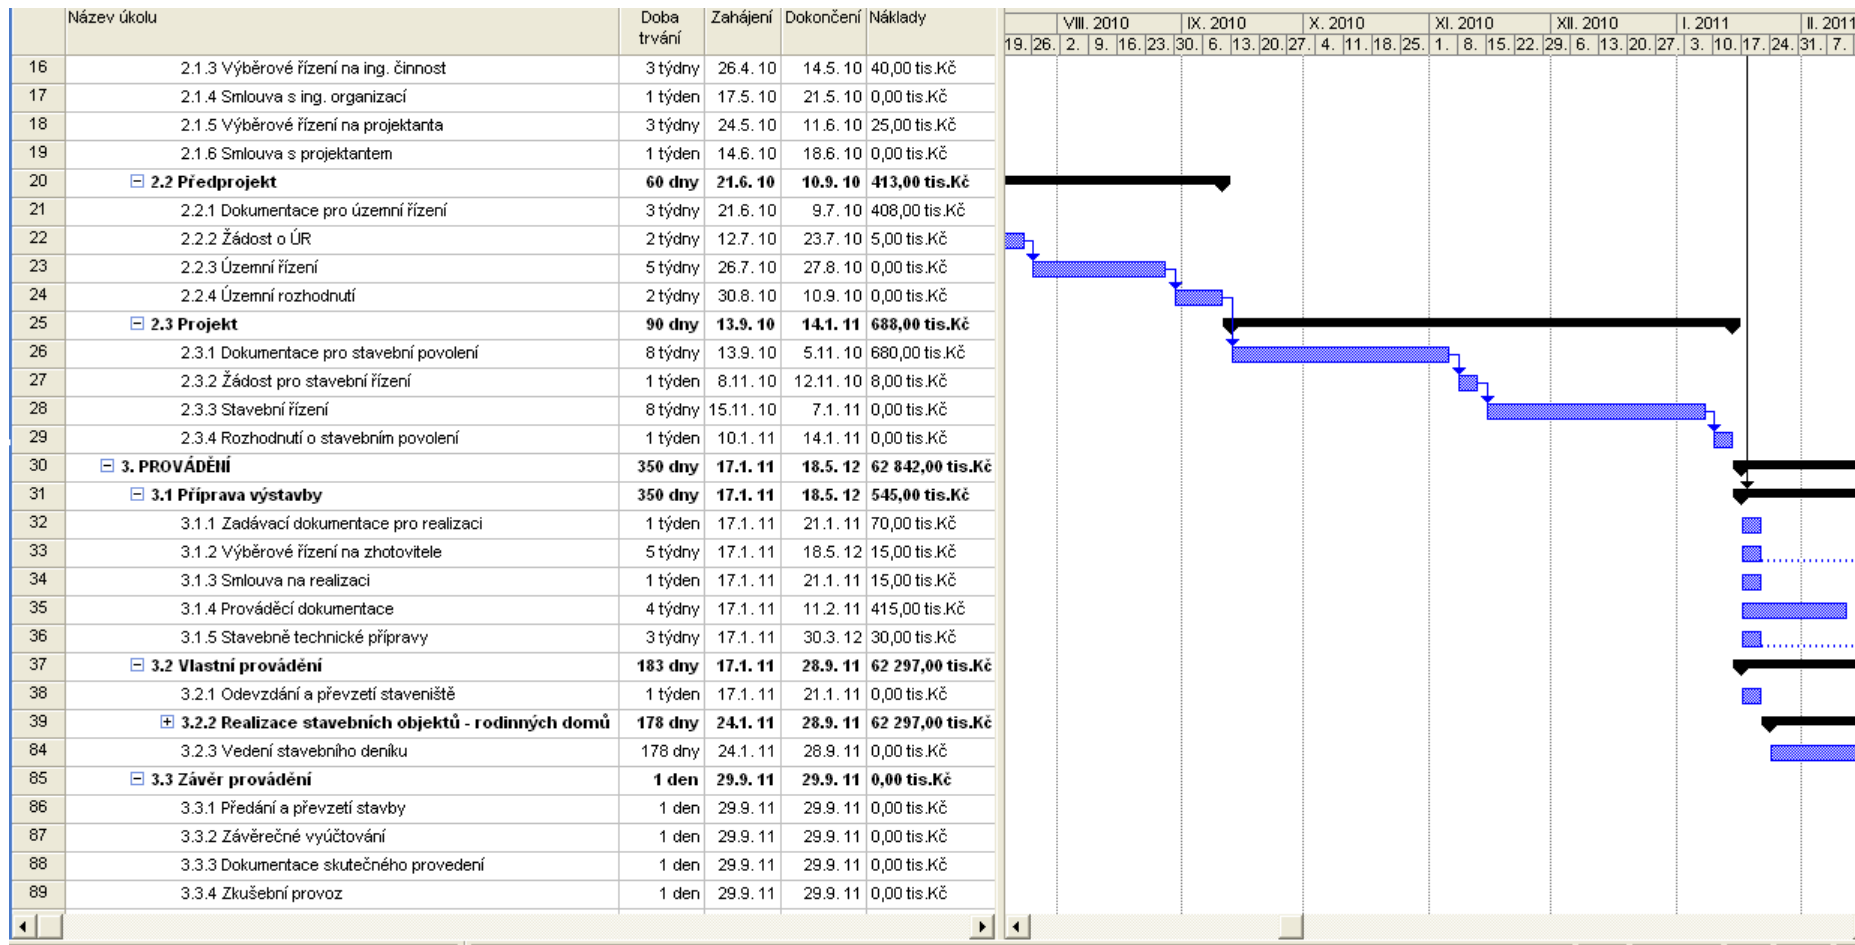 Název úkolu Doba trvání Zahájení Dokončení Náklady
VIII. 2010 IX. 2010 X. 2010 XI. 2010 XII. 2010 I. 2011 II. 2011
19. 26. 2. 9. 16. 23. 30. 6. 13. 20. 27. 4. 11. 18. 25. 1. 8. 15. 22. 29. 6. 13. 20. 27. 3. 10. 17. 24. 31. 7.
16 2.1.3 Výběrové řízení na ing. činnost 3 týdny 26.4. 10 14.5. 10 40,00 tis.Kč
17 2.1.4 Smlouva s ing. organizací 1 týden 17.5. 10 21.5. 10 0,00 tis.Kč
18 2.1.5 Výběrové řízení na projektanta 3 týdny 24.5. 10 11.6. 10 25,00 tis.Kč
19 2.1.6 Smlouva s projektantem 1 týden 14.6. 10 18.6. 10 0,00 tis.Kč
20 2.2 Předprojekt 60 dny 21.6. 10 10.9. 10 413,00 tis.Kč
21 2.2.1 Dokumentace pro územní řízení 3 týdny 21.6. 10 9.7. 10 408,00 tis.Kč
22 2.2.2 Žádost o ÚR 2 týdny 12.7. 10 23.7. 10 5,00 tis.Kč
23 2.2.3 Územní řízení 5 týdny 26.7. 10 27.8. 10 0,00 tis.Kč
24 2.2.4 Územní rozhodnutí 2 týdny 30.8. 10 10.9. 10 0,00 tis.Kč
25 2.3 Projekt 90 dny 13.9. 10 14.1. 11 688,00 tis.Kč
26 2.3.1 Dokumentace pro stavební povolení 8 týdny 13.9. 10 5.11. 10 680,00 tis.Kč
27 2.3.2 Žádost pro stavební řízení 1 týden 8.11. 10 12.11. 10 8,00 tis.Kč
28 2.3.3 Stavební řízení 8 týdny 15.11. 10 7.1. 11 0,00 tis.Kč
29 2.3.4 Rozhodnutí o stavebním povolení 1 týden 10.1. 11 14.1. 11 0,00 tis.Kč
30 3. PROVÁDĚNÍ 350 dny 17.1. 11 18.5. 12 62 842,00 tis.Kč
31 3.1 Příprava výstavby 350 dny 17.1. 11 18.5. 12 545,00 tis.Kč
32 3.1.1 Zadávací dokumentace pro realizaci 1 týden 17.1. 11 21.1. 11 70,00 tis.Kč
33 3.1.2 Výběrové řízení na zhotovitele 5 týdny 17.1. 11 18.5. 12 15,00 tis.Kč
34 3.1.3 Smlouva na realizaci 1 týden 17.1. 11 21.1. 11 15,00 tis.Kč
35 3.1.4 Prováděcí dokumentace 4 týdny 17.1. 11 11.2. 11 415,00 tis.Kč
36 3.1.5 Stavebně technické přípravy 3 týdny 17.1. 11 30.3. 12 30,00 tis.Kč
37 3.2 Vlastní provádění 183 dny 17.1. 11 28.9. 11 62 297,00 tis.Kč
38 3.2.1 Odevzdání a převzetí staveniště 1 týden 17.1. 11 21.1. 11 0,00 tis.Kč
39 3.2.2 Realizace stavebních objektů - rodinných domů 178 dny 24.1. 11 28.9. 11 62 297,00 tis.Kč
84 3.2.3 Vedení stavebního deníku 178 dny 24.1. 11 28.9. 11 0,00 tis.Kč
85 3.3 Závěr provádění 1 den 29.9. 11 29.9. 11 0,00 tis.Kč
86 3.3.1 Předání a převzetí stavby 1 den 29.9. 11 29.9. 11 0,00 tis.Kč
87 3.3.2 Závěrečné vyúčtování 1 den 29.9. 11 29.9. 11 0,00 tis.Kč
88 3.3.3 Dokumentace skutečného provedení 1 den 29.9. 11 29.9. 11 0,00 tis.Kč
89 3.3.4 Zkušební provoz 1 den 29.9. 11 29.9. 11 0,00 tis.Kč